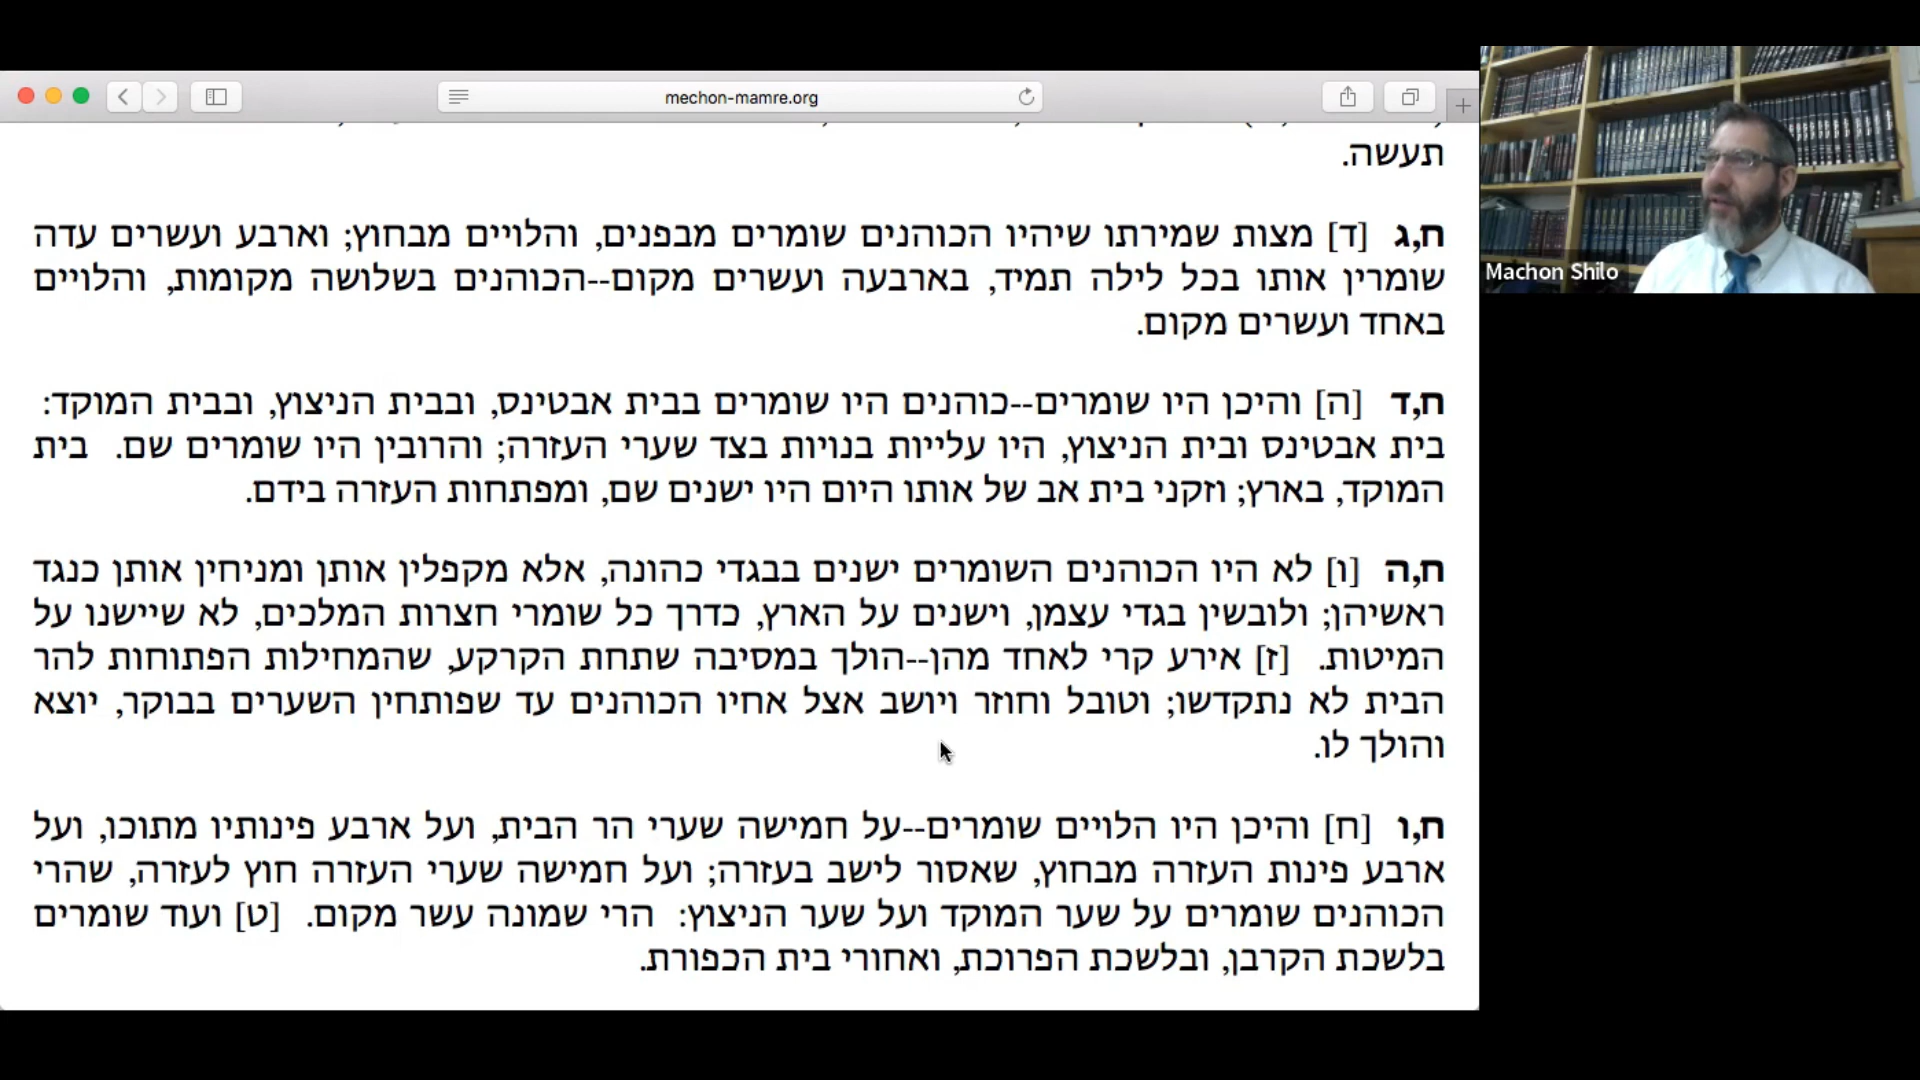 mechon-mamre.org
תעשה.
ח,ג [ד] מצות שמירתו שיהיו הכוהנים שומרים מבפנים, והלויים מבחוץ; וארבע ועשרים עדה
שומרין אותו בכל לילה תמיד, בארבעה ועשרים מקום--הכוהנים בשלושה מקומות, והלויים
באחד ועשרים מקום.
ח,ד [ה] והיכן היו שומרים--כוהנים היו שומרים בבית אבטינס, ובבית הניצוץ, ובבית המוקד:
בית אבטינס ובית הניצוץ, היו עלייות בנויות בצד שערי העזרה; והרובין היו שומרים שם. בית
המוקד, בארץ; וזקני בית אב של אותו היום היו ישנים שם, ומפתחות העזרה בידם.
ח,ה [ו] לא היו הכוהנים השומרים ישנים בבגדי כהונה, אלא מקפלין אותן ומניחין אותן כנגד
ראשיהן; ולובשין בגדי עצמן, וישנים על הארץ, כדרך כל שומרי חצרות המלכים, לא שיישנו על
המיטות. [ז] אירע קרי לאחד מהן--הולך במסיבה שתחת הקרקע, שהמחילות הפתוחות להר
הבית לא נתקדשו; וטובל וחוזר ויושב אצל אחיו הכוהנים עד שפותחין השערים בבוקר, יוצא
והולך לו.
ח,ו [ח] והיכן היו הלויים שומרים--על חמישה שערי הר הבית, ועל ארבע פינותיו מתוכו, ועל
ארבע פינות העזרה מבחוץ, שאסור לישב בעזרה; ועל חמישה שערי העזרה חוץ לעזרה, שהרי
הכוהנים שומרים על שער המוקד ועל שער הניצוץ: הרי שמונה עשר מקום. [ט] ועוד שומרים
בלשכת הקרבן, ובלשכת הפרוכת, ואחורי בית הכפורת.
Machon Shilo